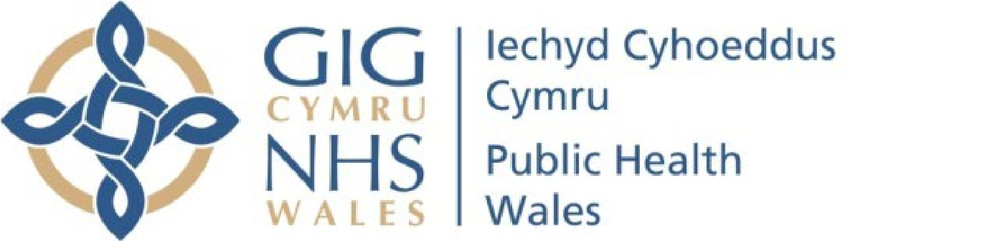 GIG
CYMRU
NHS
WALES
Iechyd Cyhoeddus
Cymru
Public Health
Wales